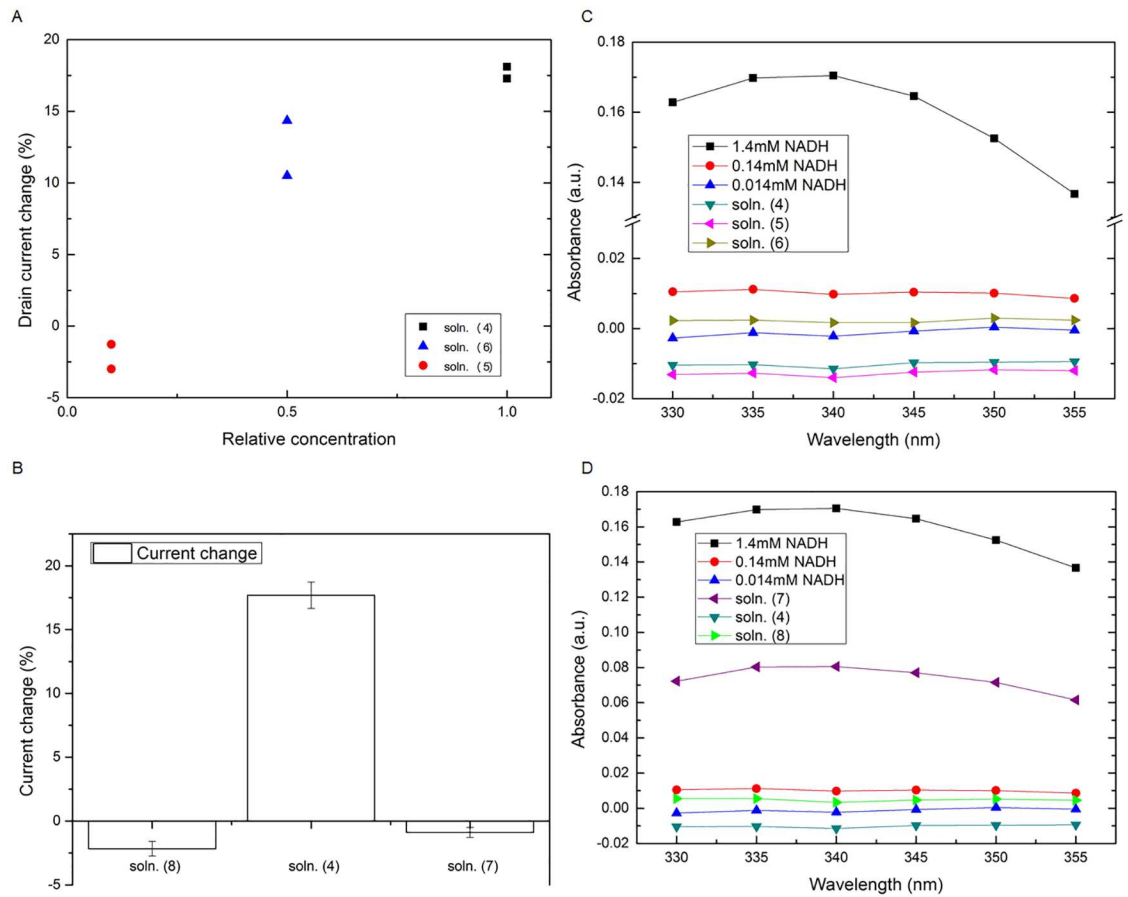 A
20
15
10
5
0
-5
0.0
0.5
1.0
Drain current change (%)
Relative concentration
soln. (4)
soln. (6)
soln. (5)
C
0.18
0.16
0.14
0.02
0.00
-0.02
330
335
340
345
350
355
Absorbance (a.u.)
Wavelength (nm)
1.4mM NADH
0.14mM NADH
0.014mM NADH
soln. (4)
soln. (5)
soln. (6)
B
20
15
10
5
0
-5
Current change (%)
Current change
soln. (8)
soln. (4)
soln. (7)
D
0.18
0.16
0.14
0.12
0.10
0.08
0.06
0.04
0.02
0.00
-0.02
330
335
340
345
350
355
Absorbance (a.u.)
Wavelength (nm)
1.4mM NADH
0.14mM NADH
0.014mM NADH
soln. (7)
soln. (4)
soln. (8)